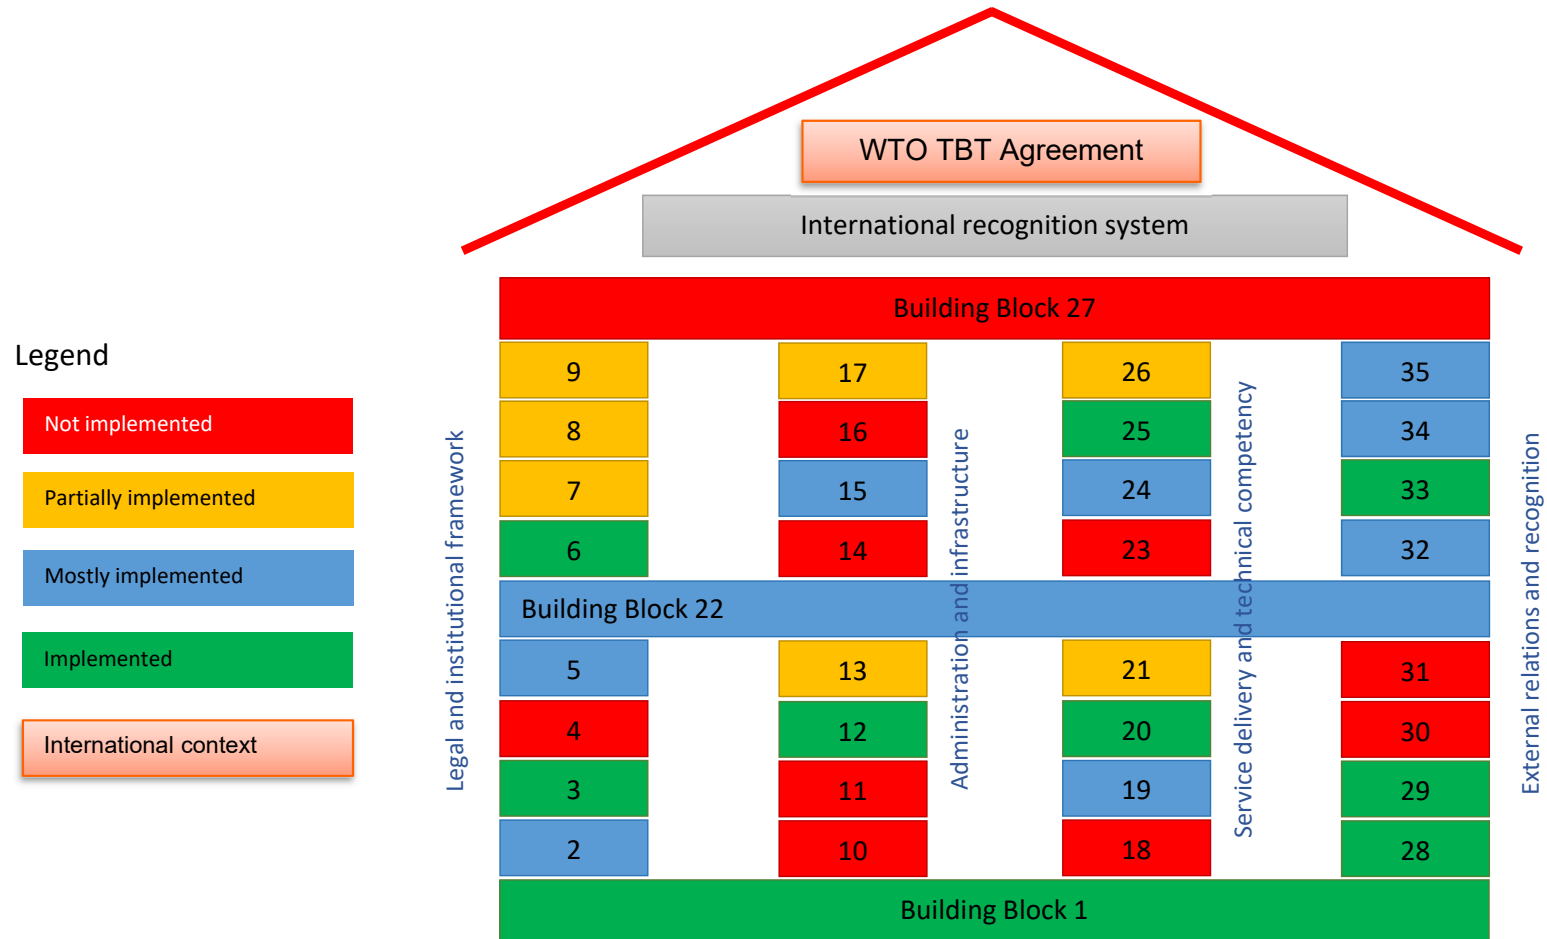 WTO TBT Agreement
International recognition system
Building Block 27
Legend
Not implemented
Partially implemented
Mostly implemented
Implemented
International context
Legal and institutional framework
9
8
7
6
17
16
15
14
Administration and infrastructure
26
25
24
23
Service delivery and technical competency
35
34
33
32
External relations and recognition
Building Block 22
5
4
3
2
13
12
11
10
21
20
19
18
31
30
29
28
Building Block 1